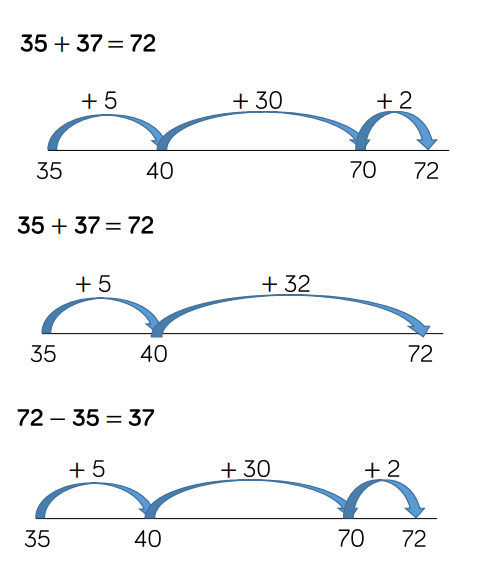 35 + 37 = 72
+ 5 + 30 + 2
35 40 70 72
35 + 37 = 72
+ 5 + 32
35 40 72
72 – 35 = 37
+ 5 + 30 + 2
35 40 70 72